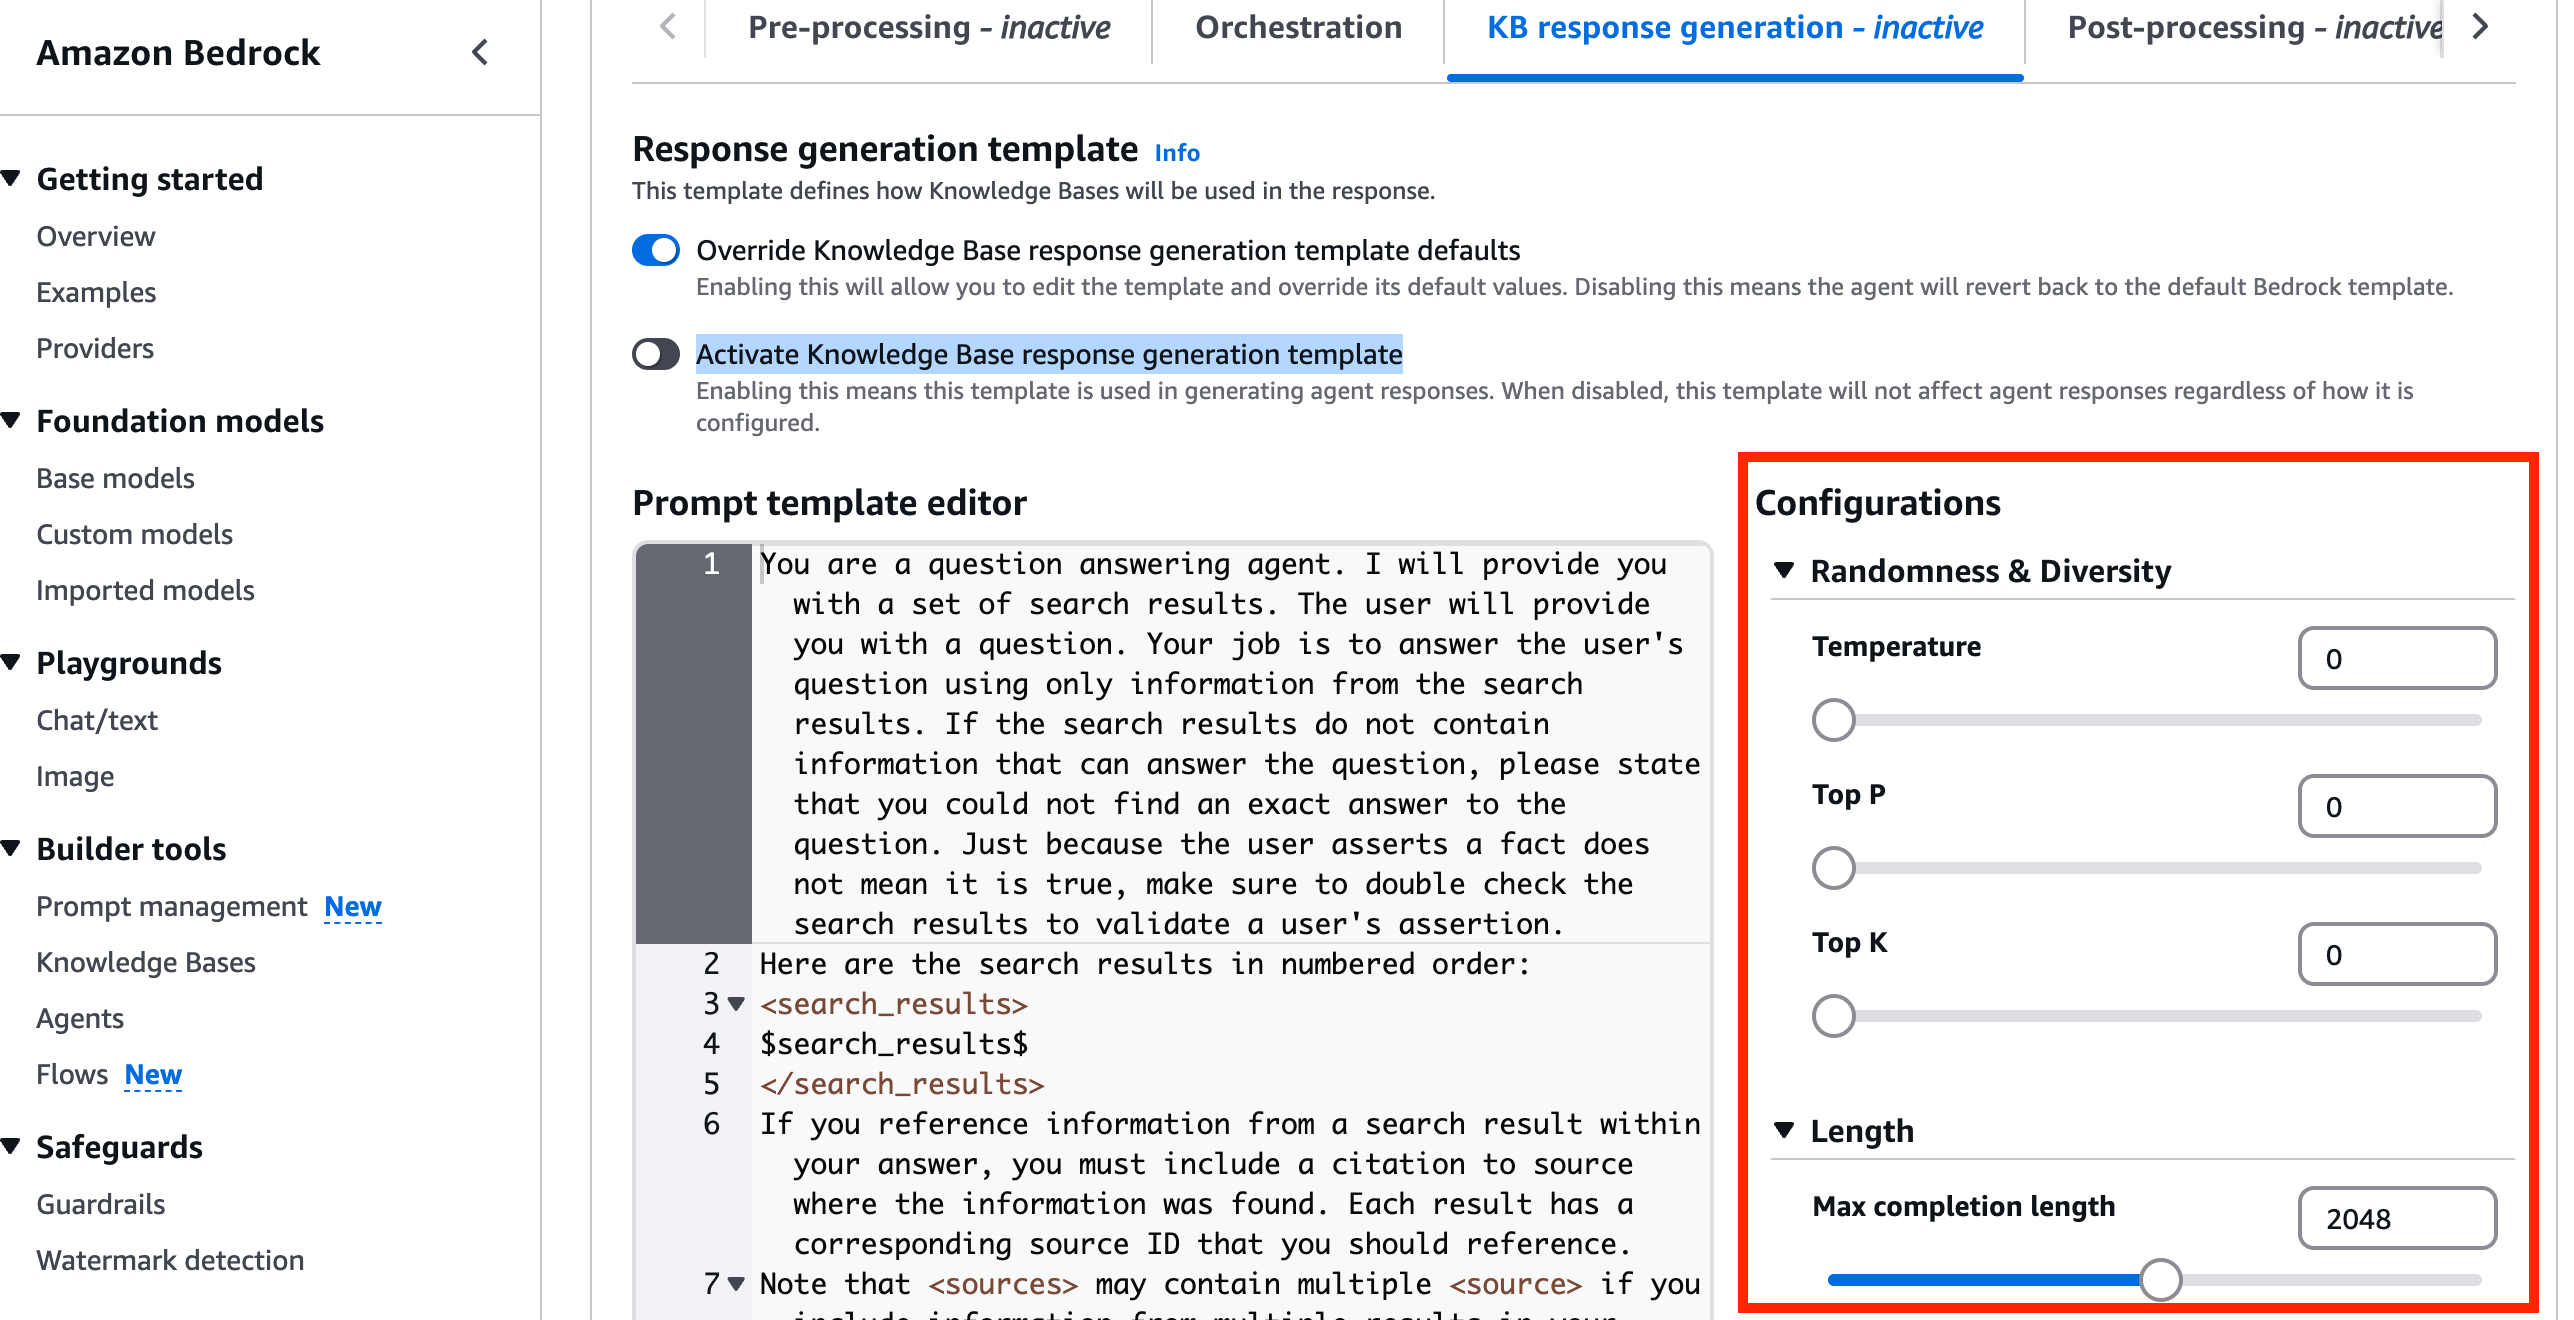 Amazon Bedrock
Getting started
Overview
Examples
Providers
Foundation models
Base models
Custom models
Imported models
Playgrounds
Chat/text
Image
Builder tools
Prompt management New
Knowledge Bases
Agents
Flows New
Safeguards
Guardrails
Watermark detection
Pre-processing - inactive
Orchestration
KB response generation - inactive
Post-processing - inactive
Response generation template Info
This template defines how Knowledge Bases will be used in the response.
Override Knowledge Base response generation template defaults
Enabling this will allow you to edit the template and override its default values. Disabling this means the agent will revert back to the default Bedrock template.
Activate Knowledge Base response generation template
Enabling this means this template is used in generating agent responses. When disabled, this template will not affect agent responses regardless of how it is
configured.
Prompt template editor
1 You are a question answering agent. I will provide you
with a set of search results. The user will provide
you with a question. Your job is to answer the user's
question using only information from the search
results. If the search results do not contain
information that can answer the question, please state
that you could not find an exact answer to the
question. Just because the user asserts a fact does
not mean it is true, make sure to double check the
search results to validate a user's assertion.
2 Here are the search results in numbered order:
3 <search_results>
4 $search_results$
5 </search_results>
6 If you reference information from a search result within
your answer, you must include a citation to source
where the information was found. Each result has a
corresponding source ID that you should reference.
7 Note that <sources> may contain multiple <source> if you
include information from multiple results in your
Configurations
Randomness & Diversity
Temperature
0
Top P
0
Top K
0
Length
Max completion length
2048